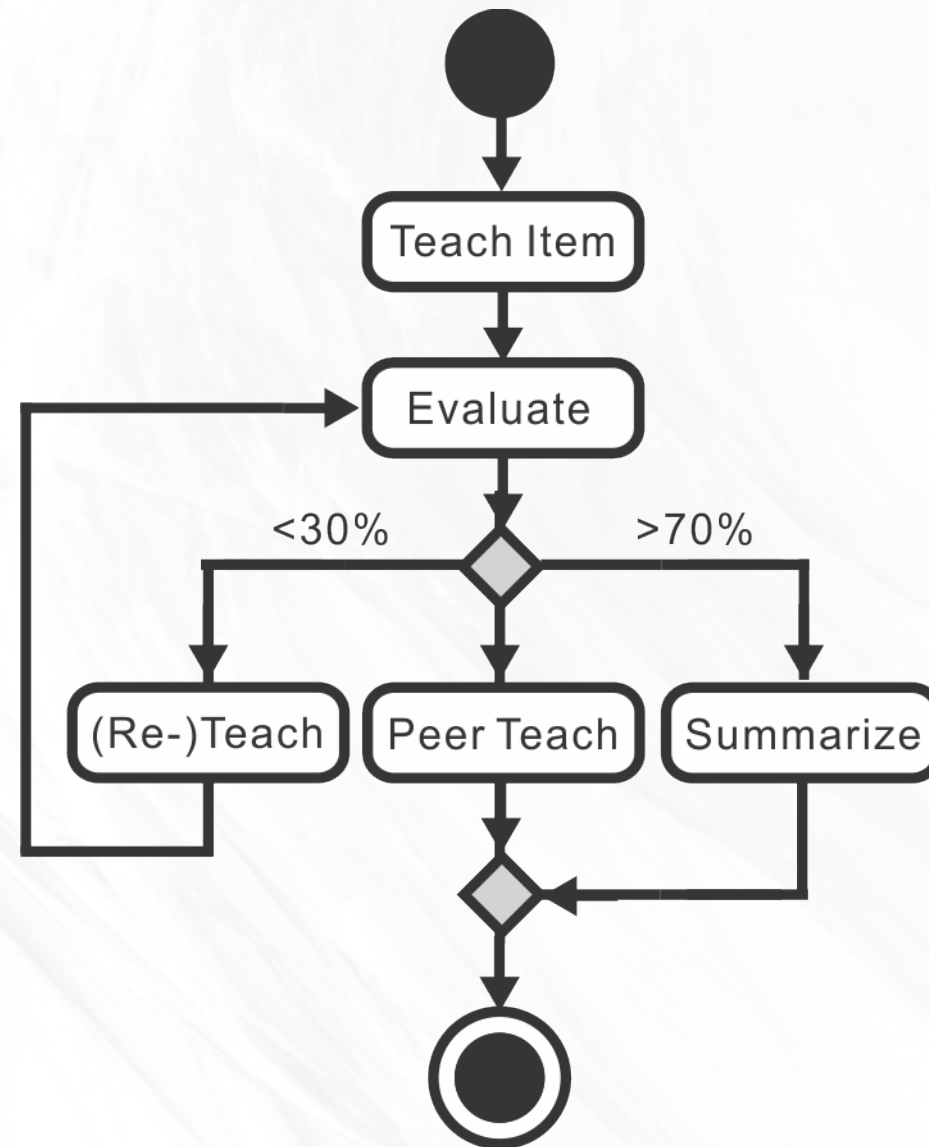 Teach Item
Evaluate
<30%
>70%
(Re-)Teach
Peer Teach
Summarize